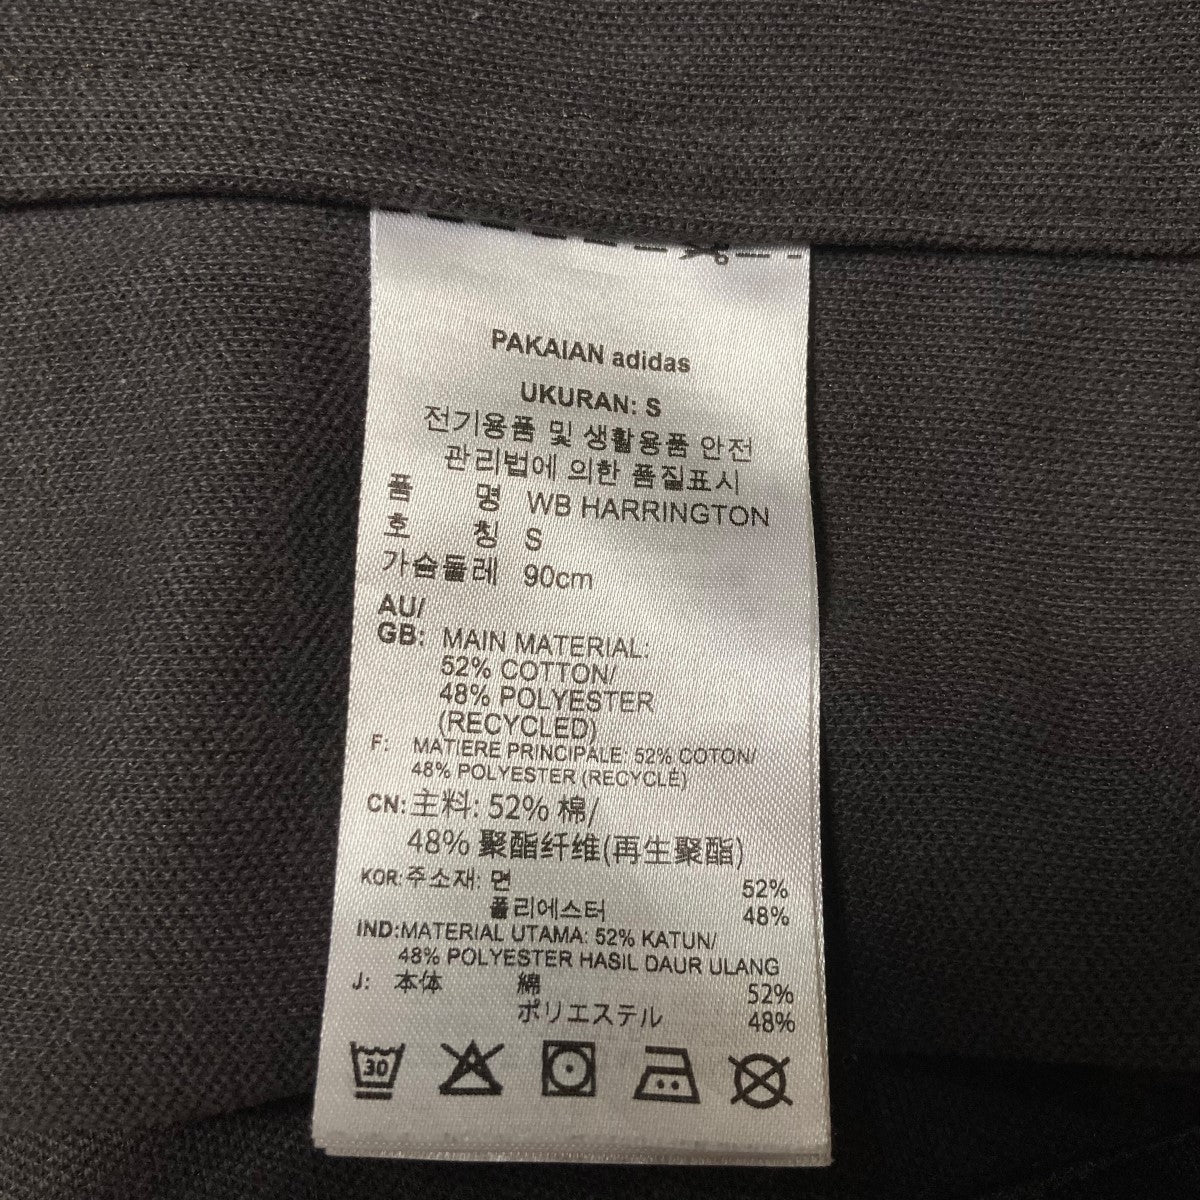 PAKAIAN adidas
UKURAN: S
전기용품 및 생활용품 안전
관리법에 의한 품질표시
품 명 WB HARRINGTON
호 칭 S
가슴둘레 90cm
AU/
GB: MAIN MATERIAL:
52% COTTON/
48% POLYESTER
(RECYCLED)
F: MATIERE PRINCIPALE: 52% COTON/
48% POLYESTER (RECYCLÉ)
CN: 主料: 52% 棉/
48% 聚酯纤维(再生聚酯)
KOR: 주소재: 면 52%
폴리에스터 48%
IND: MATERIAL UTAMA: 52% KATUN/
48% POLYESTER HASIL DAUR ULANG
J: 本体 綿 52%
ポリエステル 48%
30